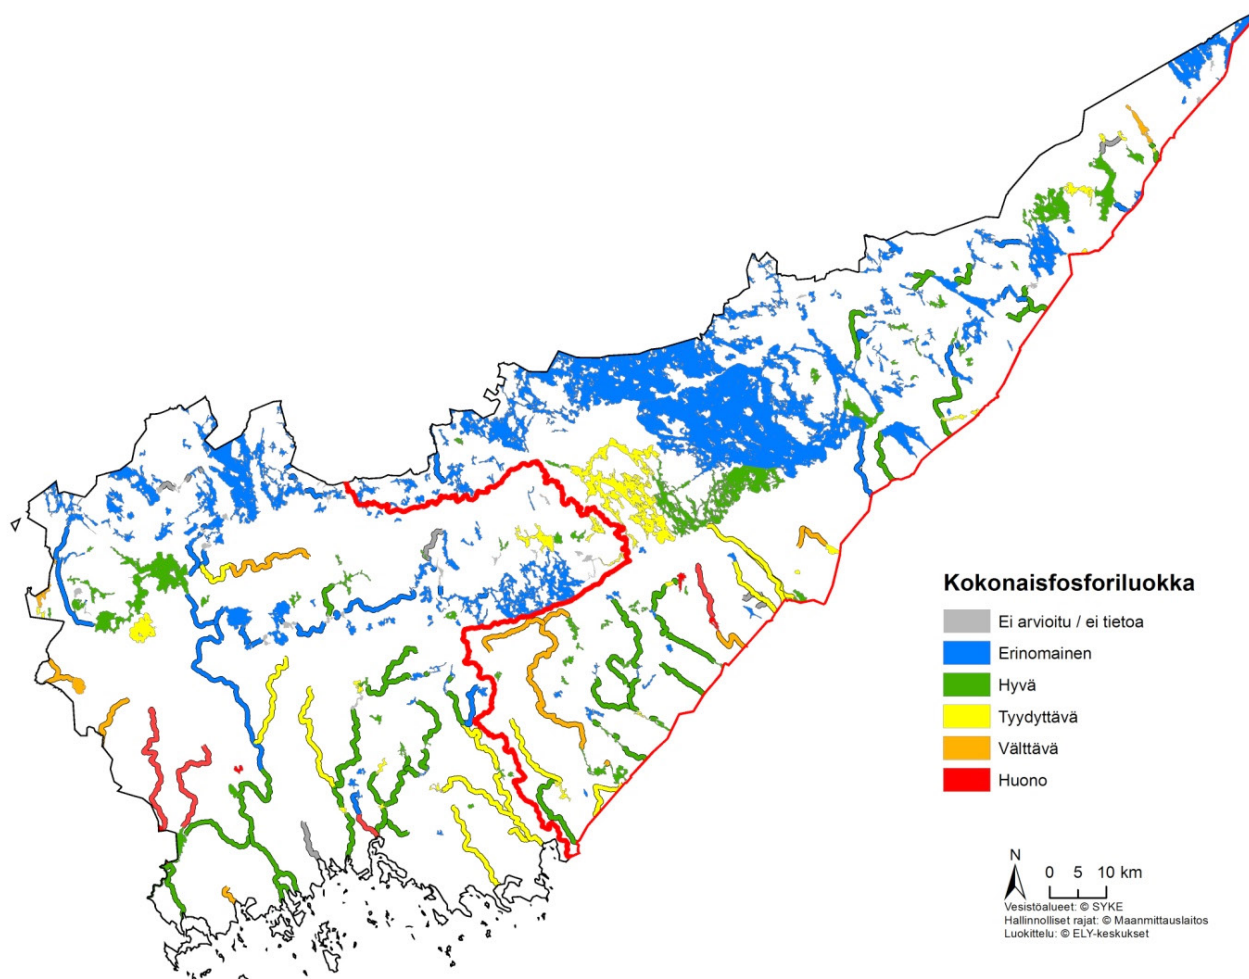 Kokonaisfosforiluokka
Ei arvioitu / ei tietoa
Erinomainen
Hyvä
Tyydyttävä
Välttävä
Huono
N
0 5 10 km
Vesistöalueet: © SYKE
Hallinnolliset rajat: © Maanmittauslaitos
Luokittelu: © ELY-keskukset